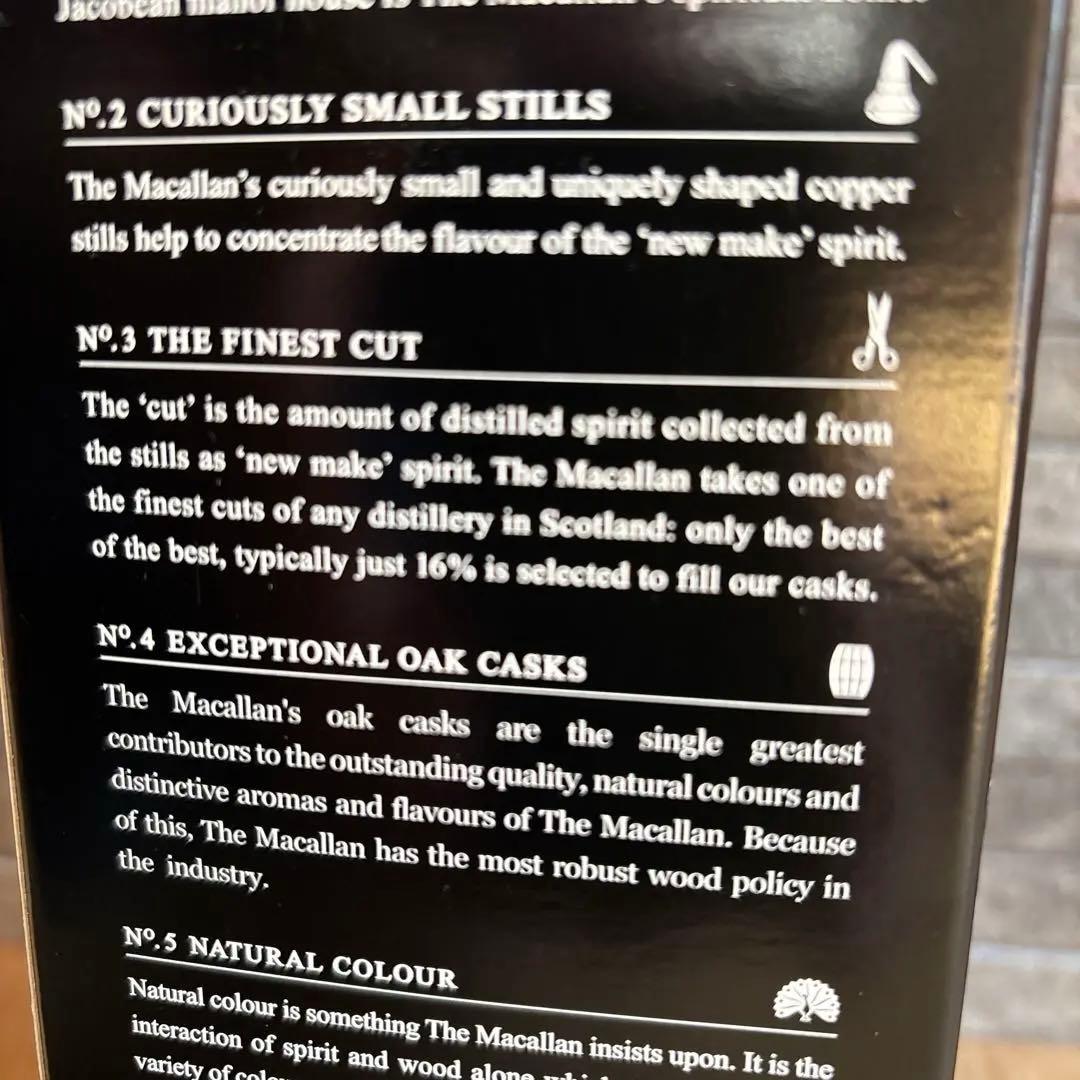 Jacobean manor house is The Macallan's spiritual home.
Nº.2 CURIOUSLY SMALL STILLS
The Macallan's curiously small and uniquely shaped copper
stills help to concentrate the flavour of the 'new make' spirit.
Nº.3 THE FINEST CUT
The 'cut' is the amount of distilled spirit collected from
the stills as 'new make' spirit. The Macallan takes one of
the finest cuts of any distillery in Scotland: only the best
of the best, typically just 16% is selected to fill our casks.
Nº.4 EXCEPTIONAL OAK CASKS
The Macallan's oak casks are the single greatest
contributors to the outstanding quality, natural colours and
distinctive aromas and flavours of The Macallan. Because
of this, The Macallan has the most robust wood policy in
the industry.
Nº.5 NATURAL COLOUR
Natural colour is something The Macallan insists upon. It is the
interaction of spirit and wood alone
variety of